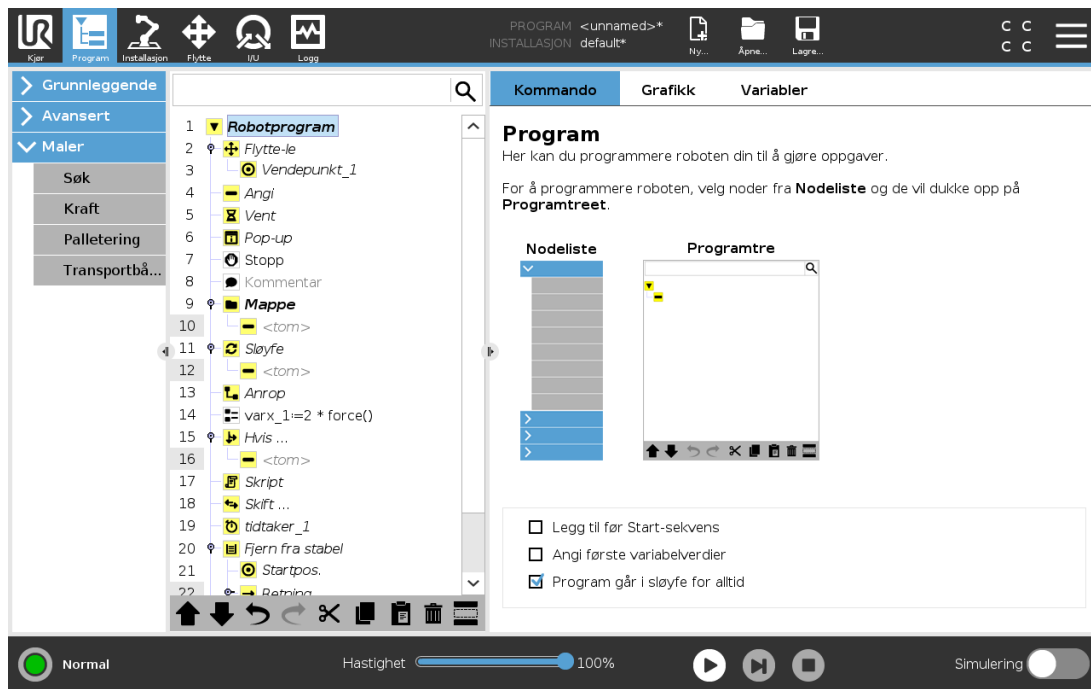 UR
Kjør
Program
Installasjon
Flytte
I/U
Logg
PROGRAM <unnamed>*
INSTALLASJON default*
Ny...
Åpne...
Lagre...
C C
C C
Grunnleggende
Avansert
Maler
Søk
Kraft
Palletering
Transportbå...
1 Robotprogram
2 Flytte-le
3 Vendepunkt_1
4 Angi
5 Vent
6 Pop-up
7 Stopp
8 Kommentar
9 Mappe
10 <tom>
11 Sløyfe
12 <tom>
13 Anrop
14 varx_1:=2 * force()
15 Hvis ...
16 <tom>
17 Skript
18 Skift ...
19 tidtaker_1
20 Fjern fra stabel
21 Startpos.
22 Retning
Kommando Grafikk Variabler
Program
Her kan du programmere roboten din til å gjøre oppgaver.
For å programmere roboten, velg noder fra Nodeliste og de vil dukke opp på
Programtreet.
Nodeliste
Programtre
Legg til før Start-sekvens
Angi første variabelverdier
Program går i sløyfe for alltid
Normal
Hastighet 100%
Simulering